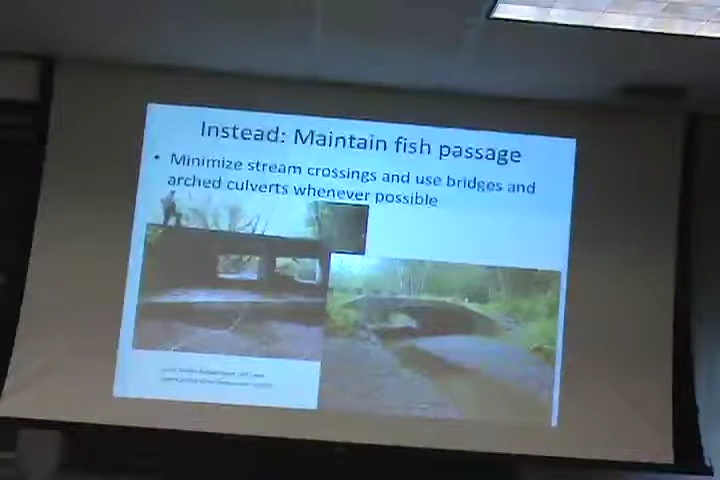 Instead: Maintain fish passage
• Minimize stream crossings and use bridges and
arched culverts whenever possible